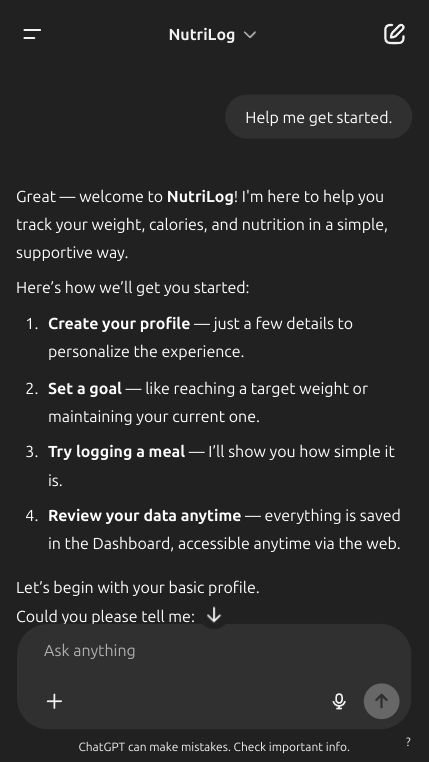 NutriLog
Help me get started.
Great — welcome to NutriLog! I'm here to help you
track your weight, calories, and nutrition in a simple,
supportive way.
Here’s how we’ll get you started:
1. Create your profile — just a few details to
personalize the experience.
2. Set a goal — like reaching a target weight or
maintaining your current one.
3. Try logging a meal — I’ll show you how simple it
is.
4. Review your data anytime — everything is saved
in the Dashboard, accessible anytime via the web.
Let’s begin with your basic profile.
Could you please tell me:
Ask anything
ChatGPT can make mistakes. Check important info.
?